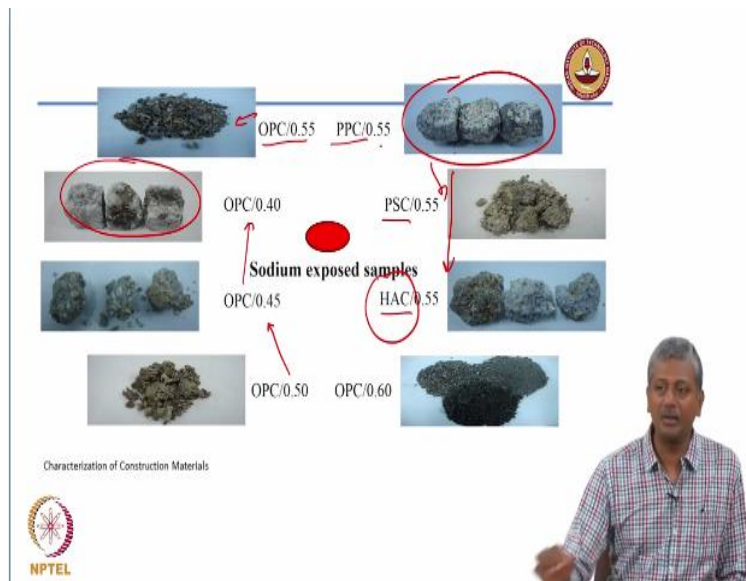 OPC/0.55 PPC/0.55
OPC/0.40 PSC/0.55
Sodium exposed samples
OPC/0.45 HAC/0.55
OPC/0.50 OPC/0.60
Characterization of Construction Materials
NPTEL